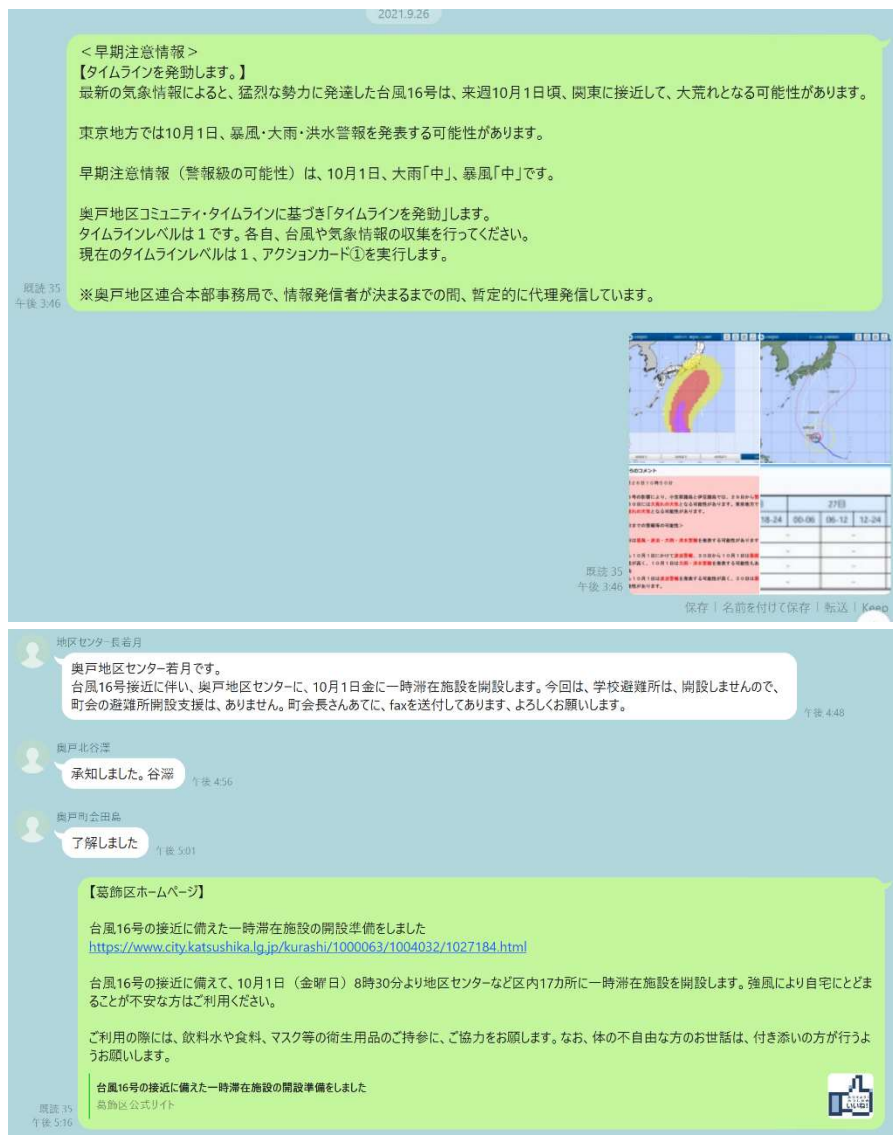 2021.9.26
＜早期注意情報＞
【タイムラインを発動します。】
最新の気象情報によると、猛烈な勢力に発達した台風16号は、来週10月1日頃、関東に接近して、大荒れとなる可能性があります。
東京地方では10月1日、暴風・大雨・洪水警報を発表する可能性があります。
早期注意情報（警報級の可能性）は、10月1日、大雨「中」、暴風「中」です。
奥戸地区コミュニティ・タイムラインに基づき「タイムラインを発動」します。
タイムラインレベルは１です。各自、台風や気象情報の収集を行ってください。
現在のタイムラインレベルは１、アクションカード①を実行します。
※奥戸地区連合本部事務局で、情報発信者が決まるまでの間、暫定的に代理発信しています。
既読 35
午後 3:46
27日
18-24 00-06 06-12 12-24
既読 35
午後 3:46
保存｜名前を付けて保存｜転送｜Keep
地区センター長若月
奥戸地区センター若月です。
台風16号接近に伴い、奥戸地区センターに、10月1日金に一時滞在施設を開設します。今回は、学校避難所は、開設しませんので、
町会の避難所開設支援は、ありません。町会長さんあてに、faxを送付してあります、よろしくお願いします。
午後 4:48
奥戸北谷澤
承知しました。谷澤
午後 4:56
奥戸町会田島
了解しました
午後 5:01
【葛飾区ホームページ】
台風16号の接近に備えた一時滞在施設の開設準備をしました
https://www.city.katsushika.lg.jp/kurashi/1000063/1004032/1027184.html
台風16号の接近に備えて、10月1日（金曜日）8時30分より地区センターなど区内17カ所に一時滞在施設を開設します。強風により自宅にとどま
ることが不安な方はご利用ください。
ご利用の際には、飲料水や食料、マスク等の衛生用品のご持参に、ご協力をお願します。なお、体の不自由な方のお世話は、付き添いの方が行うよ
うお願いします。
台風16号の接近に備えた一時滞在施設の開設準備をしました
葛飾区公式サイト
いいね!
既読 35
午後 5:16